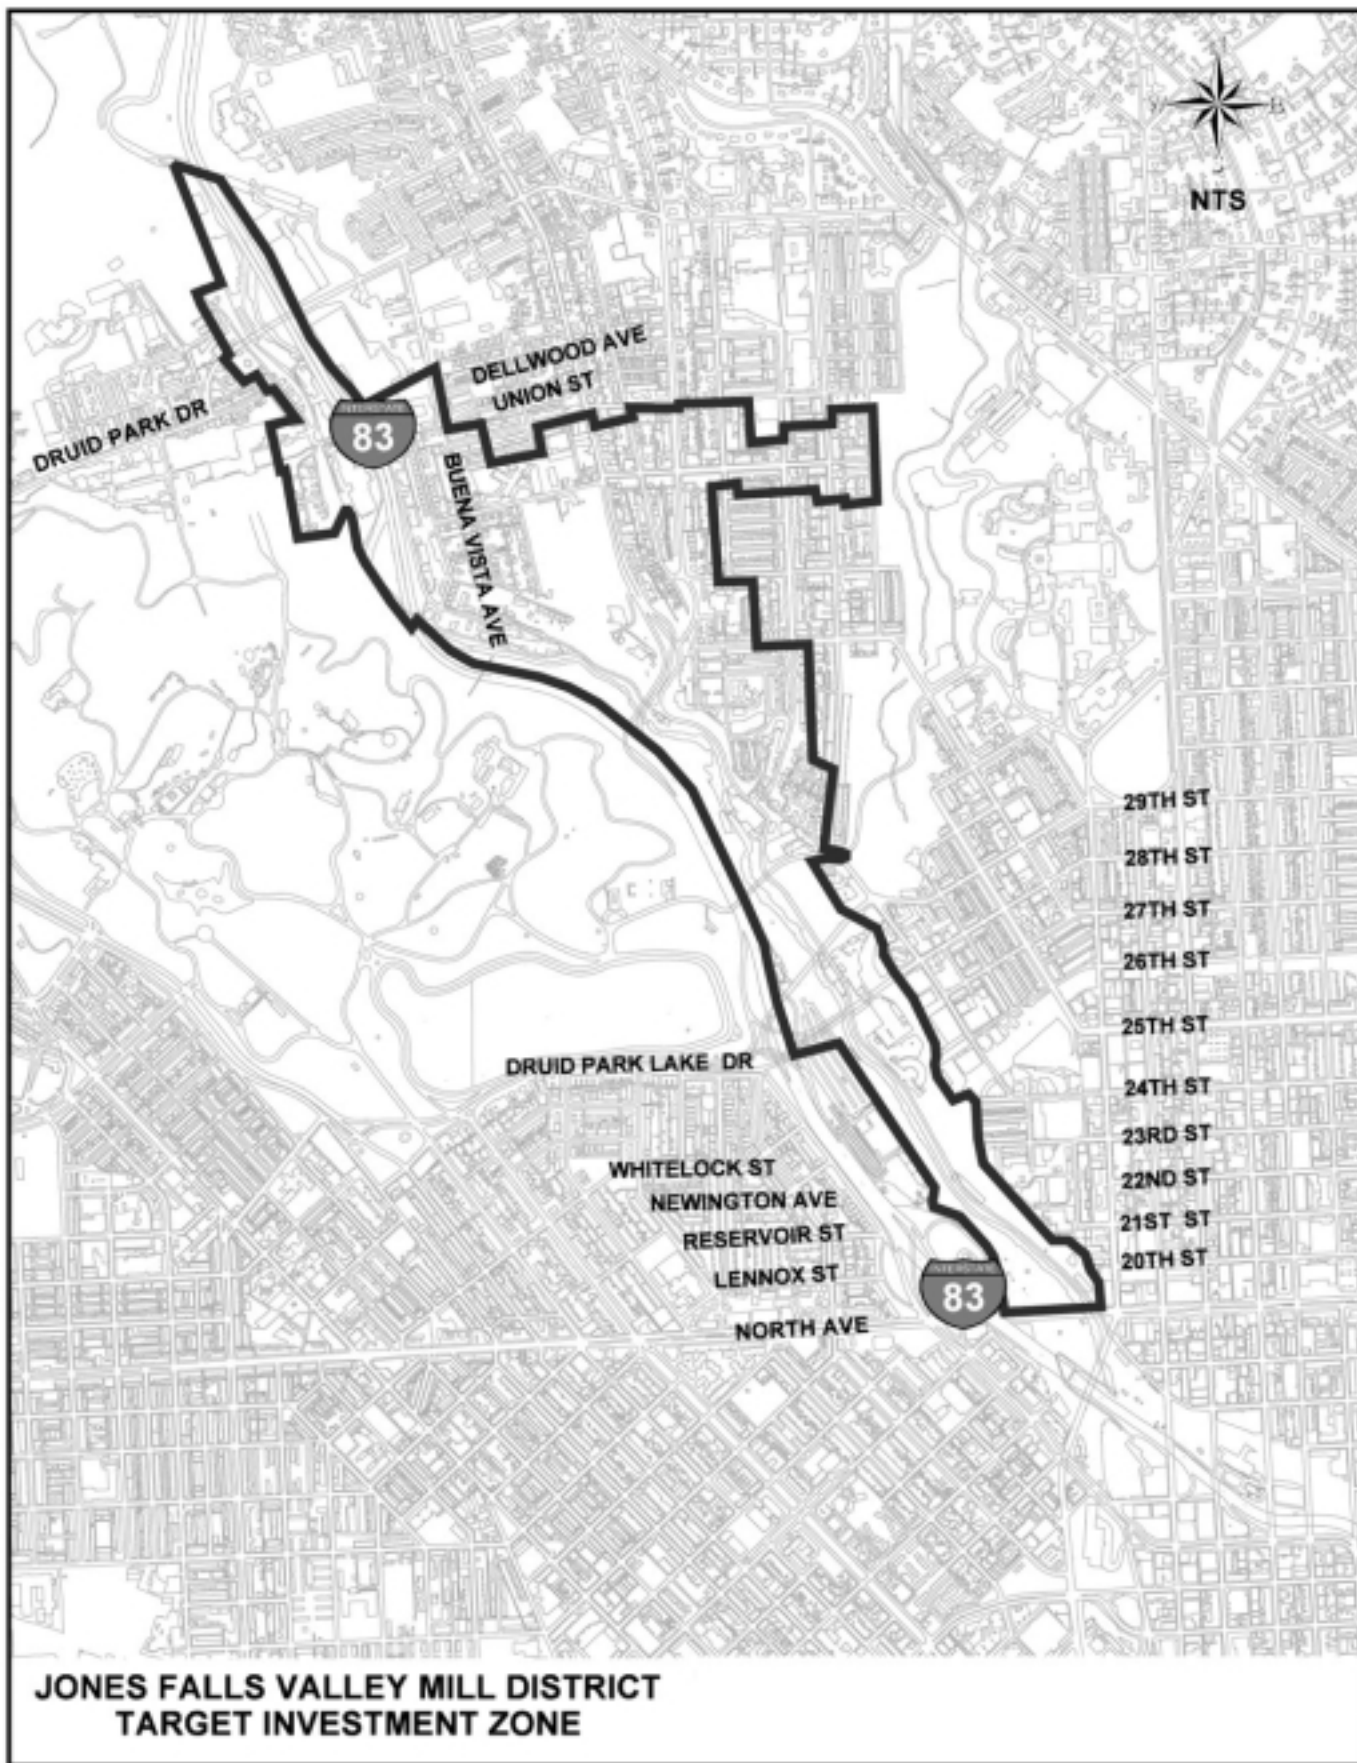 NTS
DELLWOOD AVE
UNION ST
DRUID PARK DR
INTERSTATE
83
BUENA VISTA AVE
29TH ST
28TH ST
27TH ST
26TH ST
25TH ST
DRUID PARK LAKE DR
24TH ST
23RD ST
WHITELOCK ST
22ND ST
NEWINGTON AVE
21ST ST
RESERVOIR ST
20TH ST
LENNOX ST
INTERSTATE
83
NORTH AVE
JONES FALLS VALLEY MILL DISTRICT
TARGET INVESTMENT ZONE